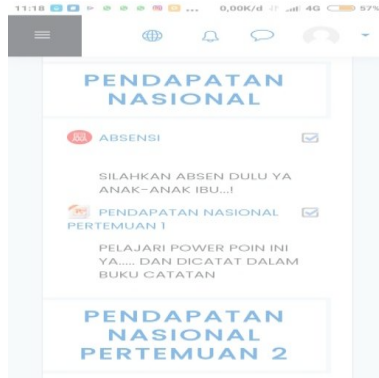 11:18 ... 0,00K/d 4G 57%
PENDAPATAN
NASIONAL
ABSENSI
SILAHKAN ABSEN DULU YA
ANAK-ANAK IBU...!
PENDAPATAN NASIONAL
PERTEMUAN 1
PELAJARI POWER POIN INI
YA..... DAN DICATAT DALAM
BUKU CATATAN
PENDAPATAN
NASIONAL
PERTEMUAN 2